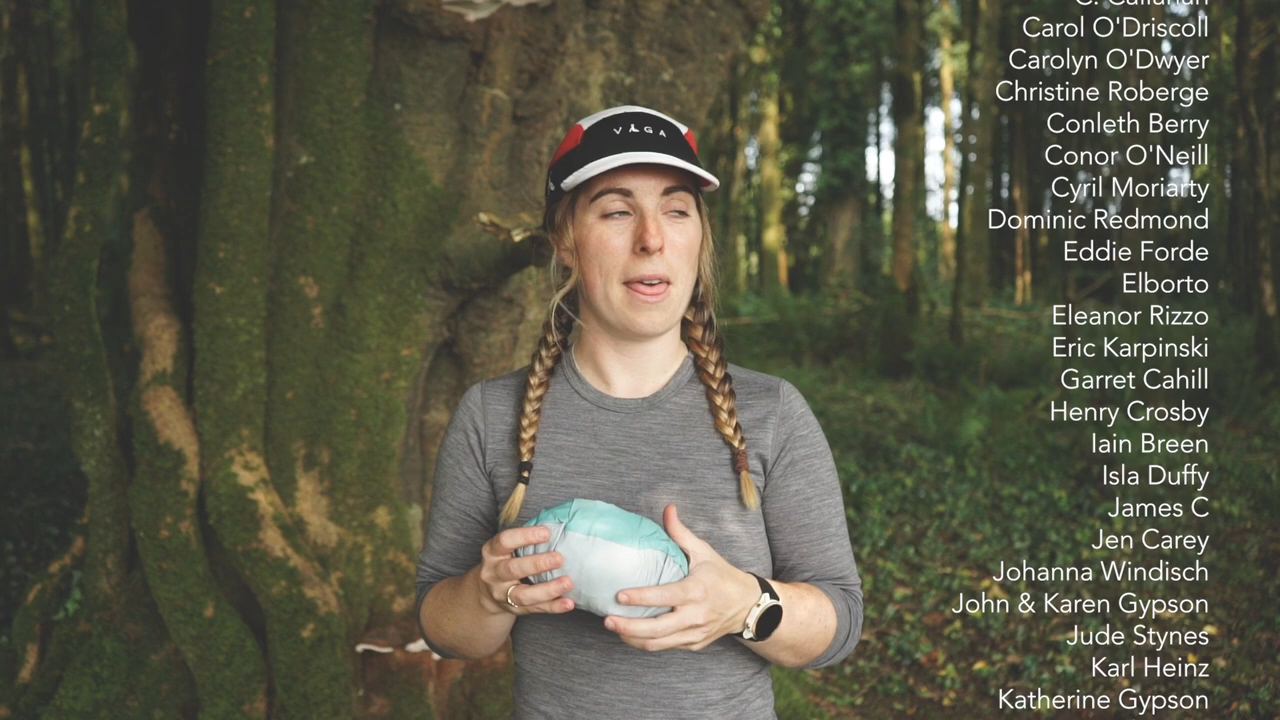 VÅGA
C. Callahan
Carol O'Driscoll
Carolyn O'Dwyer
Christine Roberge
Conleth Berry
Conor O'Neill
Cyril Moriarty
Dominic Redmond
Eddie Forde
Elborto
Eleanor Rizzo
Eric Karpinski
Garret Cahill
Henry Crosby
Iain Breen
Isla Duffy
James C
Jen Carey
Johanna Windisch
John & Karen Gypson
Jude Stynes
Karl Heinz
Katherine Gypson